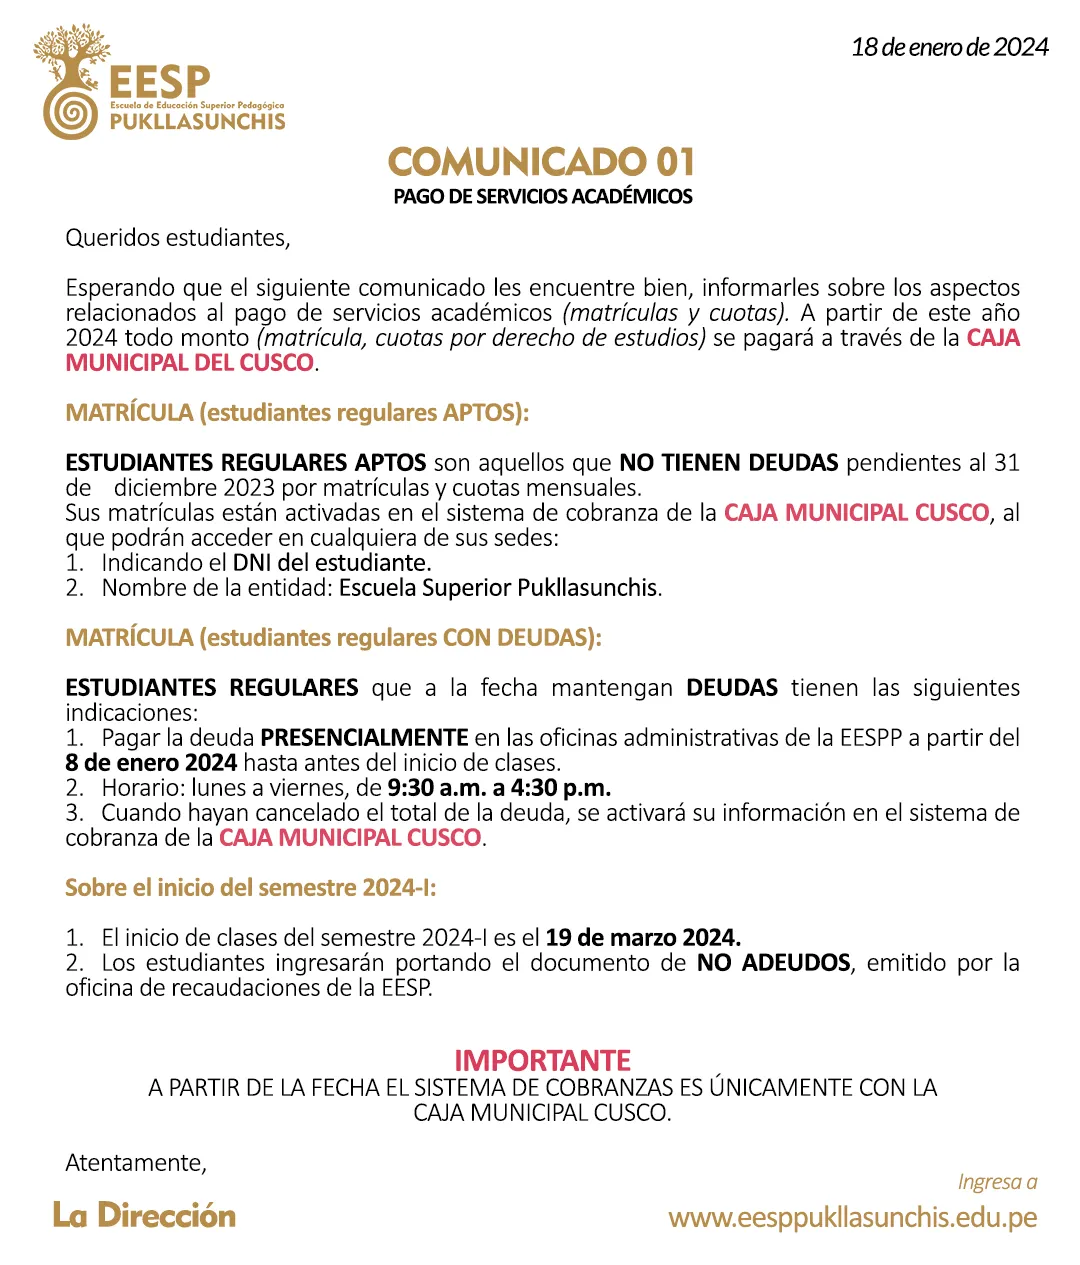 18 de enero de 2024
EESP
Escuela de Educación Superior Pedagógica
PUKLLASUNCHIS
COMUNICADO 01
PAGO DE SERVICIOS ACADÉMICOS
Queridos estudiantes,
Esperando que el siguiente comunicado les encuentre bien, informarles sobre los aspectos
relacionados al pago de servicios académicos (matrículas y cuotas). A partir de este año
2024 todo monto (matrícula, cuotas por derecho de estudios) se pagará a través de la CAJA
MUNICIPAL DEL CUSCO.
MATRÍCULA (estudiantes regulares APTOS):
ESTUDIANTES REGULARES APTOS son aquellos que NO TIENEN DEUDAS pendientes al 31
de diciembre 2023 por matrículas y cuotas mensuales.
Sus matrículas están activadas en el sistema de cobranza de la CAJA MUNICIPAL CUSCO, al
que podrán acceder en cualquiera de sus sedes:
1. Indicando el DNI del estudiante.
2. Nombre de la entidad: Escuela Superior Pukllasunchis.
MATRÍCULA (estudiantes regulares CON DEUDAS):
ESTUDIANTES REGULARES que a la fecha mantengan DEUDAS tienen las siguientes
indicaciones:
1. Pagar la deuda PRESENCIALMENTE en las oficinas administrativas de la EESPP a partir del
8 de enero 2024 hasta antes del inicio de clases.
2. Horario: lunes a viernes, de 9:30 a.m. a 4:30 p.m.
3. Cuando hayan cancelado el total de la deuda, se activará su información en el sistema de
cobranza de la CAJA MUNICIPAL CUSCO.
Sobre el inicio del semestre 2024-I:
1. El inicio de clases del semestre 2024-I es el 19 de marzo 2024.
2. Los estudiantes ingresarán portando el documento de NO ADEUDOS, emitido por la
oficina de recaudaciones de la EESP.
IMPORTANTE
A PARTIR DE LA FECHA EL SISTEMA DE COBRANZAS ES ÚNICAMENTE CON LA
CAJA MUNICIPAL CUSCO.
Atentamente,
La Dirección
Ingresa a
www.eesppukllasunchis.edu.pe